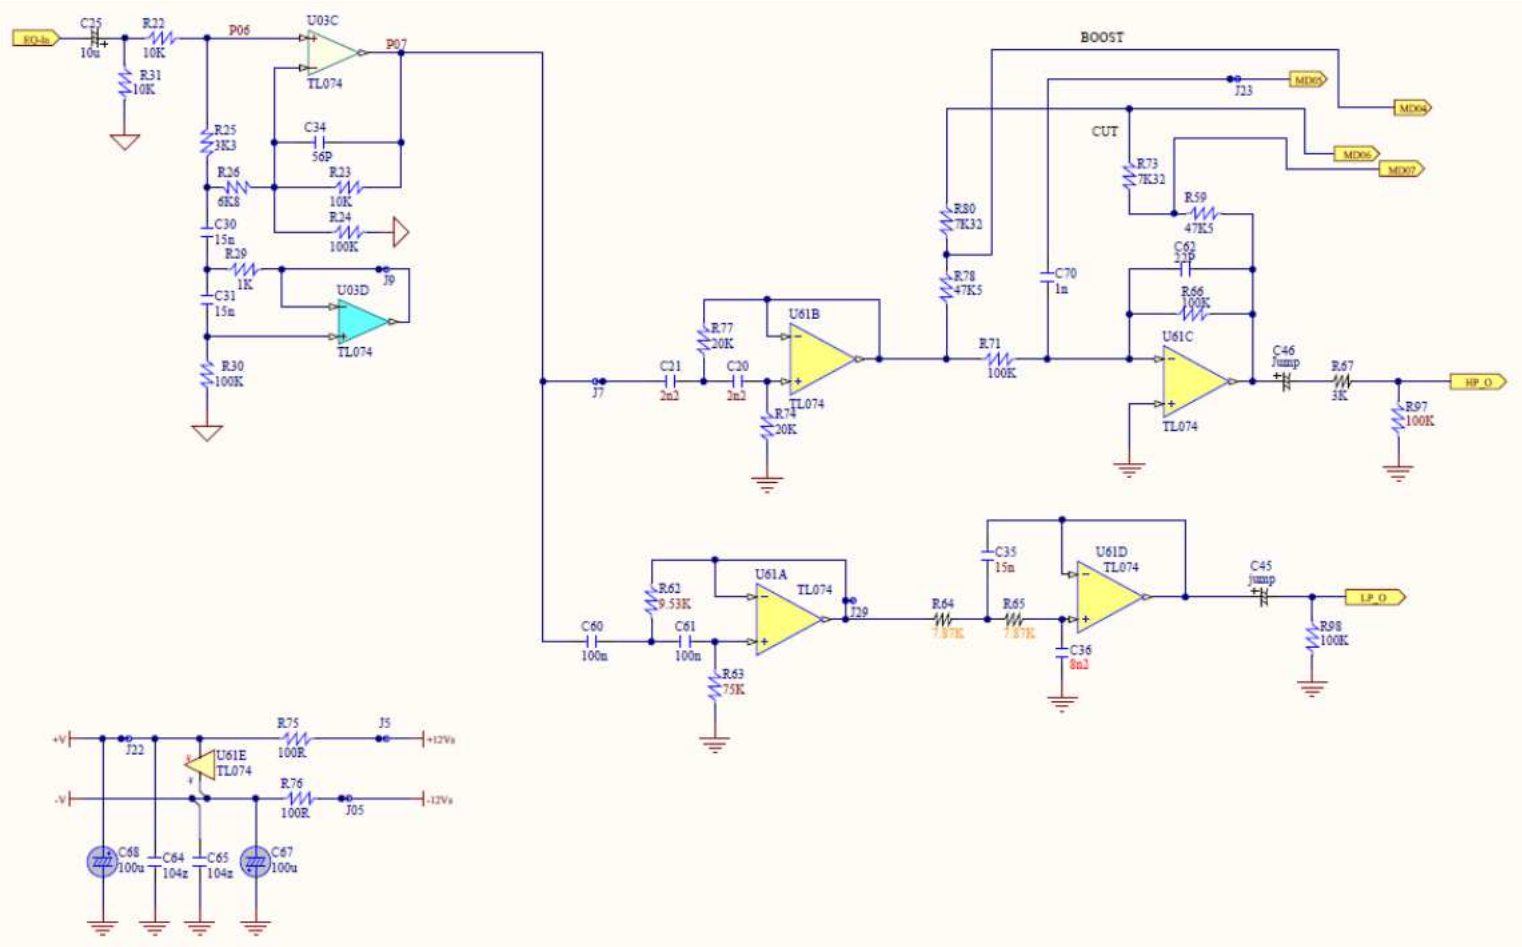 EQ-In
C25
10u
R22
10K
R31
10K
P06
U03C
TL074
P07
R25
3K3
C34
56P
R26
6K8
R23
10K
R24
100K
C30
15n
R29
1K
J9
C31
15n
U03D
TL074
R30
100K
BOOST
J23
MD05
MD04
CUT
MD06
MD07
R73
7K32
R59
47K5
R80
7K32
R78
47K5
C70
1n
C62
22P
R66
100K
U61B
TL074
R77
20K
C21
2n2
C20
2n2
J7
R74
20K
R71
100K
U61C
TL074
C46
Jump
R67
3K
HP_O
R97
100K
U61A
TL074
R62
9.53K
C60
100n
C61
100n
R63
75K
J29
R64
7.87K
R65
7.87K
C35
15n
U61D
TL074
C36
8n2
C45
jump
LP_O
R98
100K
+V
J22
U61E
TL074
R75
100R
J5
+12Vs
-V
R76
100R
J05
-12Vs
C68
100u
C64
104z
C65
104z
C67
100u